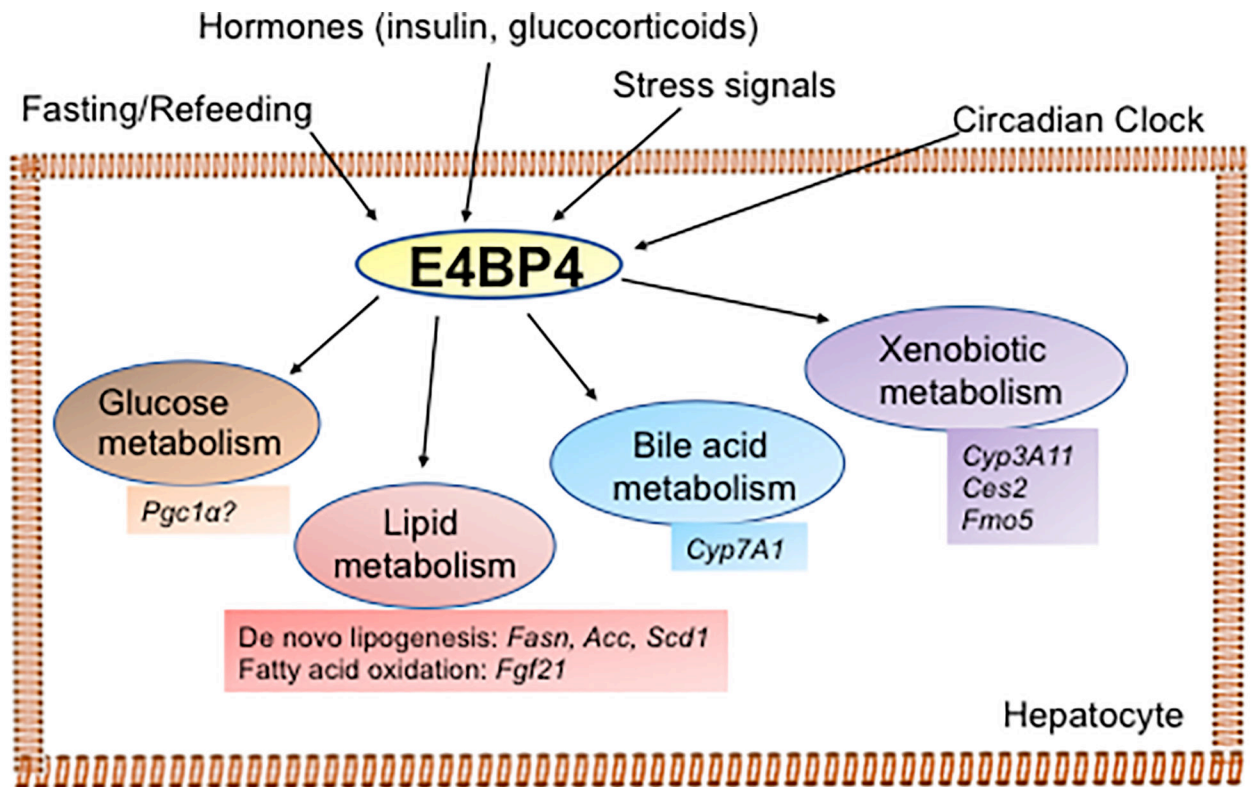 Hormones (insulin, glucocorticoids)
Stress signals
Fasting/Refeeding
Circadian Clock
E4BP4
Glucose
metabolism
Pgc1α?
Lipid
metabolism
De novo lipogenesis: Fasn, Acc, Scd1
Fatty acid oxidation: Fgf21
Bile acid
metabolism
Cyp7A1
Xenobiotic
metabolism
Cyp3A11
Ces2
Fmo5
Hepatocyte